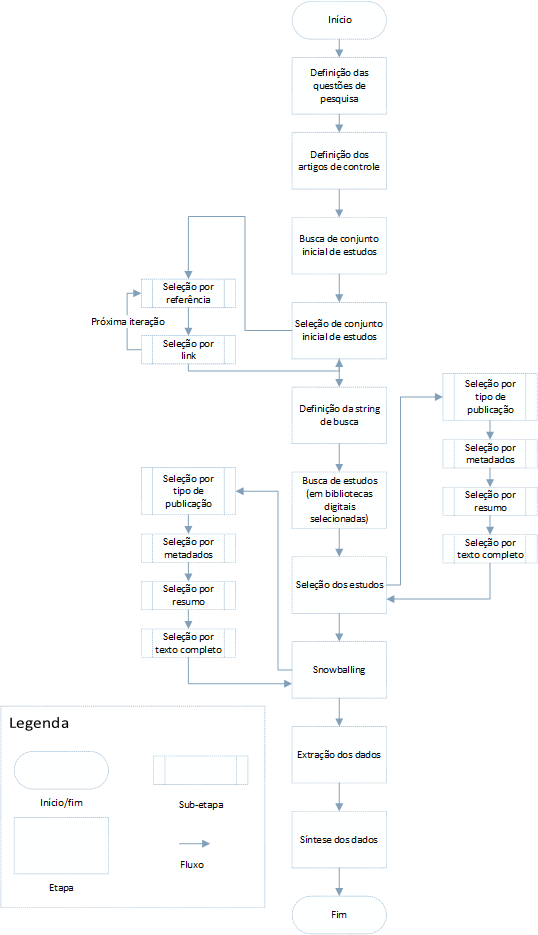 Início
Definição das
questões de
pesquisa
Definição dos
artigos de controle
Busca de conjunto
inicial de estudos
Seleção de conjunto
inicial de estudos
Seleção por
referência
Próxima iteração
Seleção por
link
Definição da string
de busca
Busca de estudos
(em bibliotecas
digitais
selecionadas)
Seleção dos estudos
Seleção por
tipo de
publicação
Seleção por
metadados
Seleção por
resumo
Seleção por
texto completo
Snowballing
Seleção por
tipo de
publicação
Seleção por
metadados
Seleção por
resumo
Seleção por
texto completo
Extração dos dados
Síntese dos dados
Fim
Legenda
Início/fim
Sub-etapa
Etapa
Fluxo